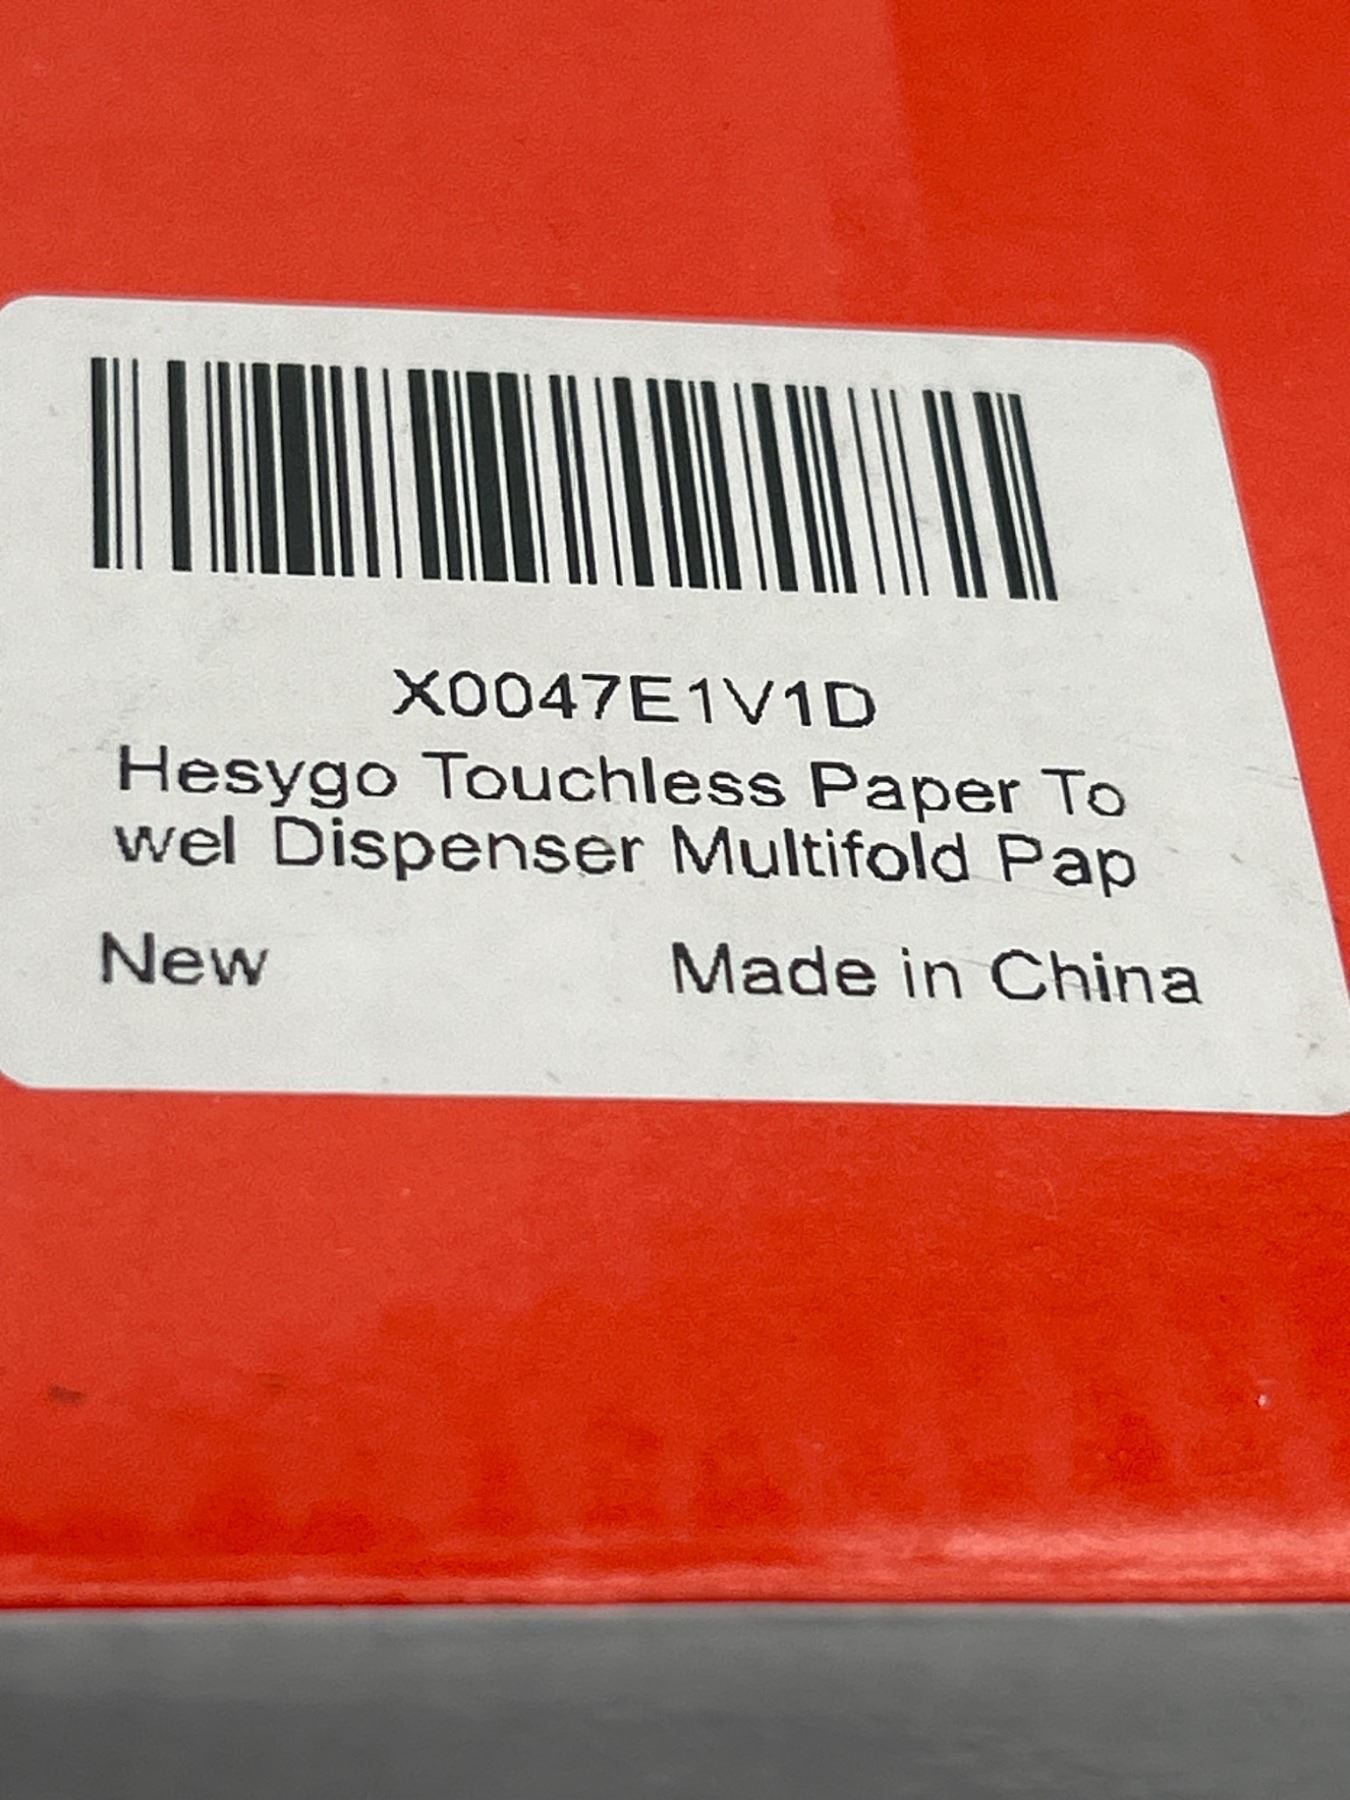 X0047E1V1D
Hesygo Touchless Paper To
wel Dispenser Multifold Pap
New Made in China